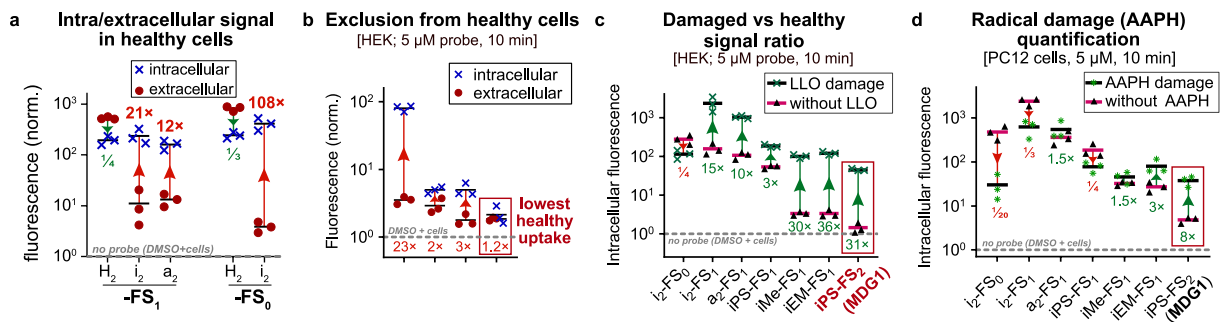 a
Intra/extracellular signal
in healthy cells
× intracellular
● extracellular
fluorescence (norm.)
10³
10²
10¹
10⁰
21×
12×
108×
¼
⅓
no probe (DMSO+cells)
H₂ i₂ a₂ H₂ i₂
-FS₁ -FS₀
b
Exclusion from healthy cells
[HEK; 5 µM probe, 10 min]
× intracellular
● extracellular
Fluorescence (norm.)
10²
10¹
10⁰
DMSO + cells
23× 2× 3× 1.2×
lowest
healthy
uptake
c
Damaged vs healthy
signal ratio
[HEK; 5 µM probe, 10 min]
× LLO damage
▲ without LLO
Intracellular fluorescence
10³
10²
10¹
10⁰
¼
15×
10×
3×
30×
36×
31×
no probe (DMSO+cells)
i₂-FS₀
i₂-FS₁
a₂-FS₁
iPS-FS₁
iMe-FS₁
iEM-FS₁
iPS-FS₂
(MDG1)
d
Radical damage (AAPH)
quantification
[PC12 cells, 5 µM, 10 min]
AAPH damage
▲ without AAPH
Intracellular fluorescence
10³
10²
10¹
10⁰
¹⁄₂₀
⅓
1.5×
¼
1.5×
3×
8×
no probe (DMSO+cells)
i₂-FS₀
i₂-FS₁
a₂-FS₁
iPS-FS₁
iMe-FS₁
iEM-FS₁
iPS-FS₂
(MDG1)